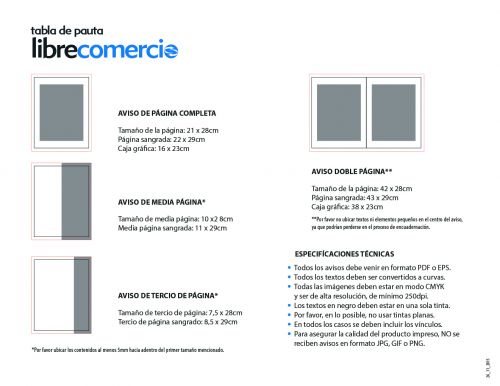 tabla de pauta
librecomercio
AVISO DE PÁGINA COMPLETA
Tamaño de la página: 21 x 28cm
Página sangrada: 22 x 29cm
Caja gráfica: 16 x 23cm
AVISO DE MEDIA PÁGINA*
Tamaño de media página: 10 x2 8cm
Media página sangrado: 11 x 29cm
AVISO DE TERCIO DE PÁGINA*
Tamaño de tercio de página: 7,5 x 28cm
Tercio de página sangrado: 8,5 x 29cm
*Por favor ubicar los contenidos al menos 5mm hacia adentro del primer tamaño mencionado.
AVISO DOBLE PÁGINA**
Tamaño de la página: 42 x 28cm
Página sangrada: 43 x 29cm
Caja gráfica: 38 x 23cm
**Por favor no ubicar textos ni elementos pequeños en el centro del aviso,
ya que podrían perderse en el proceso de encuadernación.
ESPECIFÍCACIONES TÉCNICAS
• Todos los avisos debe venir en formato PDF o EPS.
• Todos los textos deben ser convertidos a curvas.
• Todas las imágenes deben estar en modo CMYK
y ser de alta resolución, de mínimo 250dpi.
• Los textos en negro deben estar en una sola tinta.
• Por favor, en lo posible, no usar tintas planas.
• En todos los casos se deben incluir los vínculos.
• Para asegurar la calidad del producto impreso, NO se
reciben avisos en formato JPG, GIF o PNG.